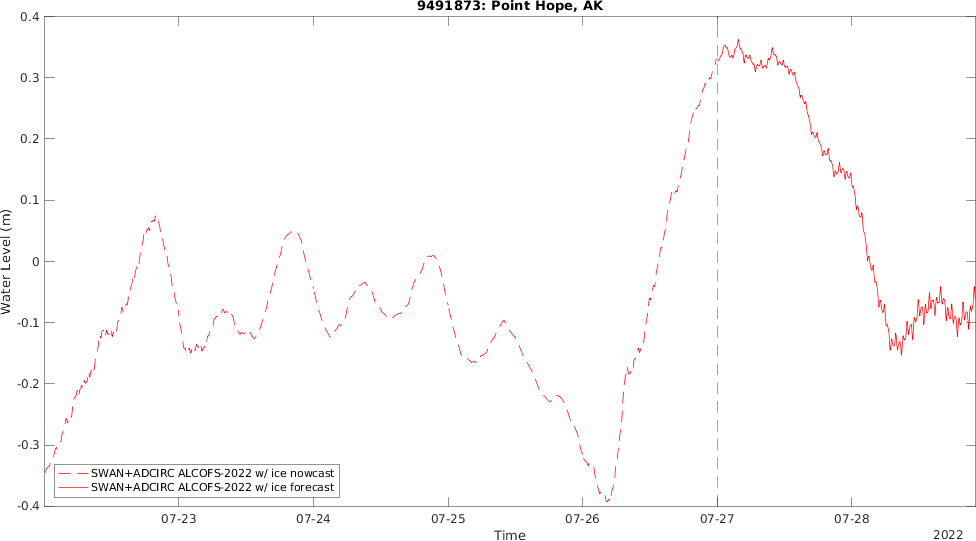 9491873: Point Hope, AK
0.4
0.3
0.2
0.1
0
-0.1
-0.2
-0.3
-0.4
Water Level (m)
SWAN+ADCIRC ALCOFS-2022 w/ ice nowcast
SWAN+ADCIRC ALCOFS-2022 w/ ice forecast
07-23 07-24 07-25 07-26 07-27 07-28
Time
2022